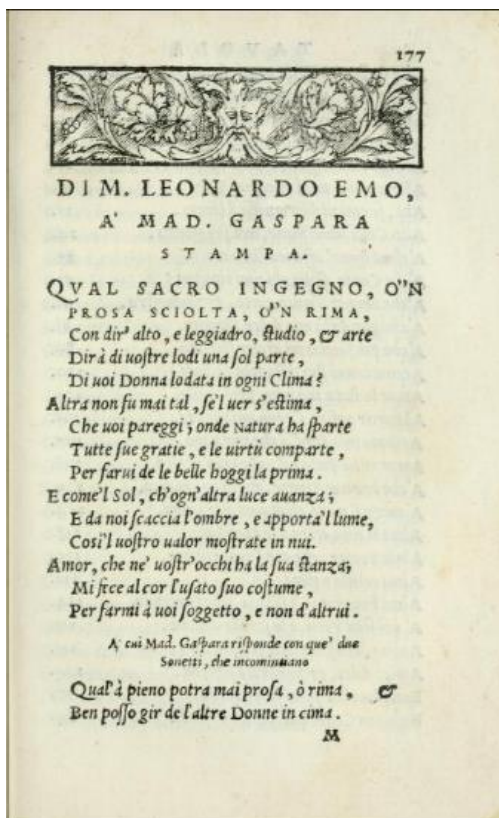 177
DI M. LEONARDO EMO,
A' MAD. GASPARA
STAMPA.
QVAL SACRO INGEGNO, O''N
PROSA SCIOLTA, O''N RIMA,
Con dir' alto, e leggiadro, studio, & arte
Dirà di uostre lodi una sol parte,
Di uoi Donna lodata in ogni Clima?
Altra non fu mai tal, se'l uer s'estima,
Che uoi pareggi; onde Natura ha sparte
Tutte sue gratie, e le uirtù comparte,
Per farui de le belle hoggi la prima.
E come'l Sol, ch'ogn'altra luce auanza;
E da noi scaccia l'ombre, e apporta'l lume,
Cosi'l uostro ualor mostrate in nui.
Amor, che ne' uostr'occhi ha la sua stanza;
Mi fece al cor l'usato suo costume,
Per farmi à uoi soggetto, e non d'altrui.
A' cui Mad. Gaspara risponde con que' due
Sonetti, che incominciano
Qual'à pieno potra mai prosa, ò rima, &
Ben posso gir de l'altre Donne in cima.
M